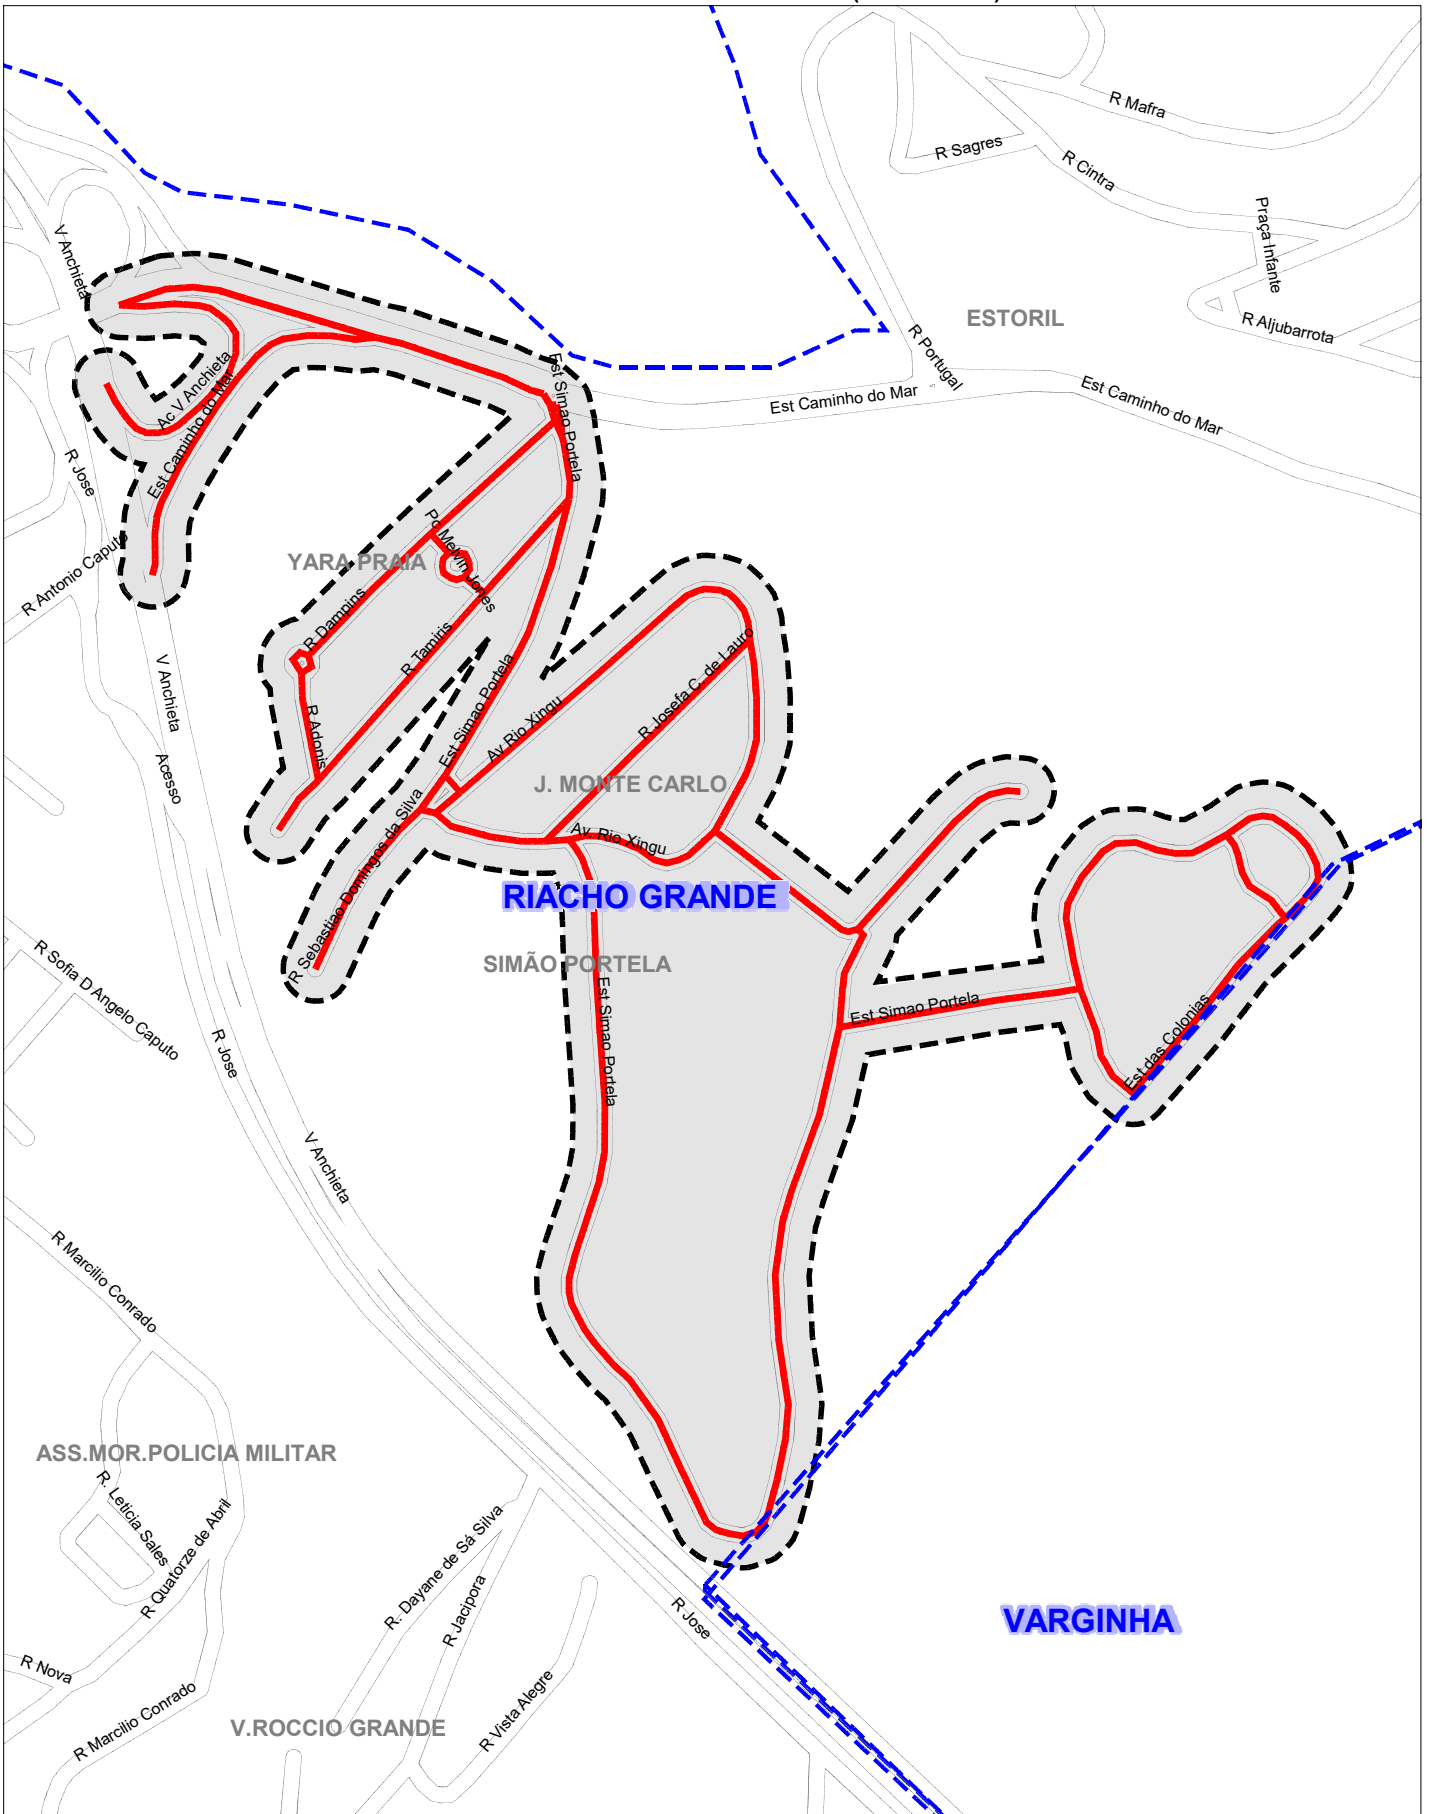 R Mafra
R Sagres
R Cintra
Praça Infante
V Anchieta
ESTORIL
R Aljubarrota
R Portugal
Est Simao Portela
Ac V Anchieta
Est Caminho do Mar
Est Caminho do Mar
Est Caminho do Mar
R Jose
R Antonio Caputo
YARA PRAIA
Pc Melvin Jones
R Dampins
R Tamiris
R Adonis
V Anchieta
Acesso
Est Simao Portela
Av Rio Xingu
R Josefa C. de Lauro
J. MONTE CARLO
Av. Rio Xingu
R Sebastiao Domingos da Silva
RIACHO GRANDE
SIMÃO PORTELA
Est Simao Portela
Est Simao Portela
Est das Colonias
R Sofia D Angelo Caputo
R Jose
V Anchieta
R Marcilio Conrado
ASS.MOR.POLICIA MILITAR
R. Leticia Sales
R Quatorze de Abril
R. Dayane de Sá Silva
R Jacipora
R Jose
VARGINHA
R Nova
R Marcilio Conrado
V.ROCCIO GRANDE
R Vista Alegre